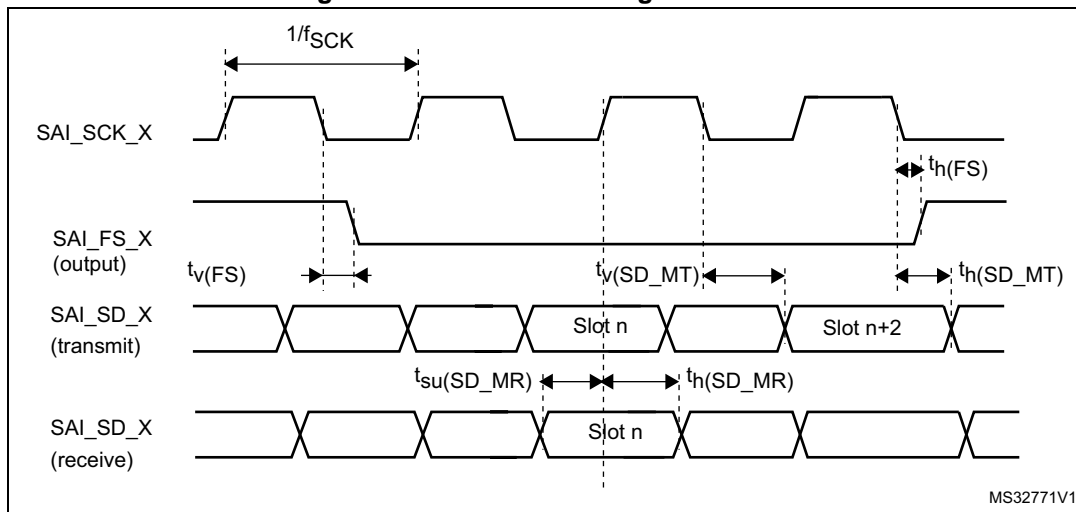 1/fSCK
SAI_SCK_X
th(FS)
SAI_FS_X
(output)
tv(FS)
tv(SD_MT)
th(SD_MT)
SAI_SD_X
(transmit)
Slot n
Slot n+2
tsu(SD_MR)
th(SD_MR)
SAI_SD_X
(receive)
Slot n
MS32771V1